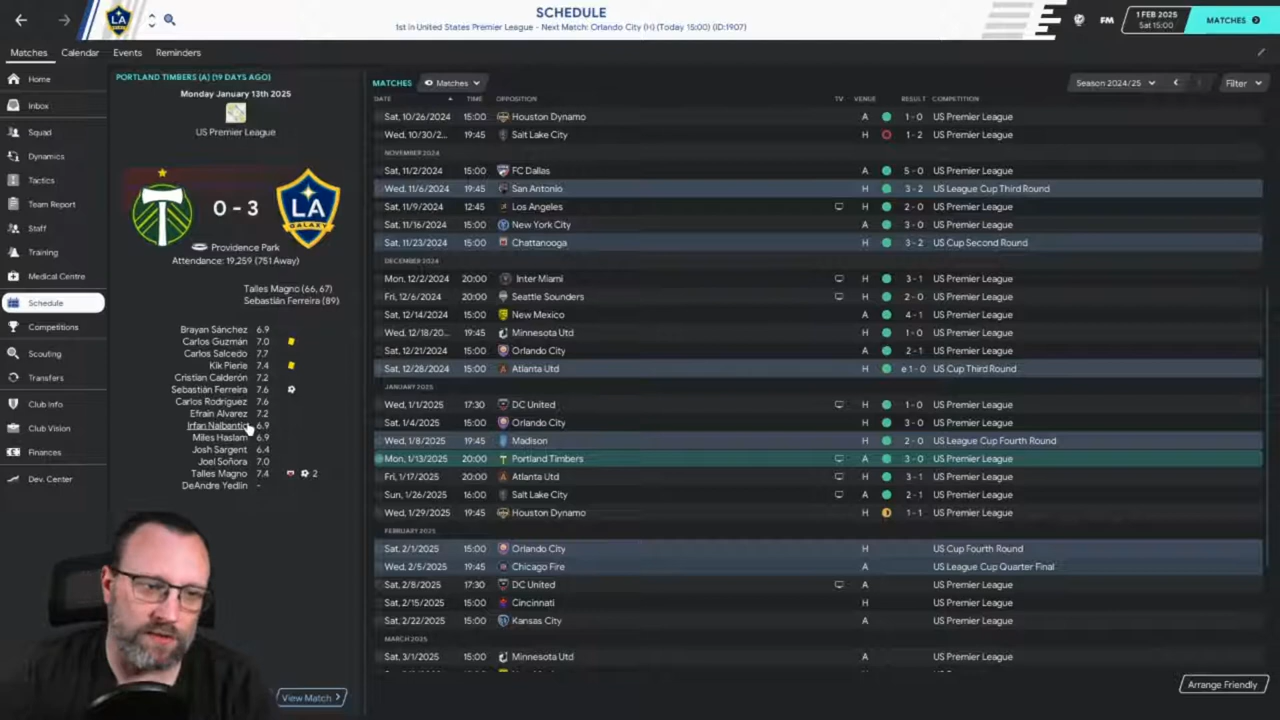 SCHEDULE
1st in United States Premier League - Next Match: Orlando City (H) (Today 15:00) (ID:1907)
FM
1 FEB 2025
Sat 15:00
MATCHES
Matches Calendar Events Reminders
Home
Inbox
Squad
Dynamics
Tactics
Team Report
Staff
Training
Medical Centre
Schedule
Competitions
Scouting
Transfers
Club Info
Club Vision
Finances
Dev. Center
PORTLAND TIMBERS (A) (19 DAYS AGO)
Monday January 13th 2025
US Premier League
LA
GALAXY
0 - 3
Providence Park
Attendance: 19,259 (751 Away)
Talles Magno (66, 67)
Sebastián Ferreira (89)
Brayan Sánchez 6.9
Carlos Guzmán 7.0
Carlos Salcedo 7.7
Kik Pierie 7.4
Cristian Calderón 7.2
Sebastián Ferreira 7.6
Carlos Rodriguez 7.6
Efraín Alvarez 7.2
Irfan 6.9
Miles Haslam 6.9
Josh Sargent 6.4
Joel Soñora 7.0
Talles Magno 7.4 2
DeAndre Yedlin -
View Match
MATCHES Matches Season 2024/25 Filter
DATE TIME OPPOSITION TV VENUE RESULT COMPETITION
Sat, 10/26/2024 15:00 Houston Dynamo A 1 - 0 US Premier League
Wed, 10/30/2... 19:45 Salt Lake City H 1 - 2 US Premier League
NOVEMBER 2024
Sat, 11/2/2024 15:00 FC Dallas A 5 - 0 US Premier League
Wed, 11/6/2024 19:45 San Antonio H 3 - 2 US League Cup Third Round
Sat, 11/9/2024 12:45 Los Angeles H 2 - 0 US Premier League
Sat, 11/16/2024 15:00 New York City A 3 - 0 US Premier League
Sat, 11/23/2024 15:00 Chattanooga H 3 - 2 US Cup Second Round
DECEMBER 2024
Mon, 12/2/2024 20:00 Inter Miami H 3 - 1 US Premier League
Fri, 12/6/2024 20:00 Seattle Sounders H 2 - 0 US Premier League
Sat, 12/14/2024 15:00 New Mexico A 4 - 1 US Premier League
Wed, 12/18/20... 19:45 Minnesota Utd H 1 - 0 US Premier League
Sat, 12/21/2024 15:00 Orlando City A 2 - 1 US Premier League
Sat, 12/28/2024 15:00 Atlanta Utd H e 1 - 0 US Cup Third Round
JANUARY 2025
Wed, 1/1/2025 17:30 DC United H 1 - 0 US Premier League
Sat, 1/4/2025 15:00 Orlando City H 3 - 0 US Premier League
Wed, 1/8/2025 19:45 Madison H 2 - 0 US League Cup Fourth Round
Mon, 1/13/2025 20:00 Portland Timbers A 3 - 0 US Premier League
Fri, 1/17/2025 20:00 Atlanta Utd H 3 - 1 US Premier League
Sun, 1/26/2025 16:00 Salt Lake City A 2 - 1 US Premier League
Wed, 1/29/2025 19:45 Houston Dynamo H 1 - 1 US Premier League
FEBRUARY 2025
Sat, 2/1/2025 15:00 Orlando City H US Cup Fourth Round
Wed, 2/5/2025 19:45 Chicago Fire A US League Cup Quarter Final
Sat, 2/8/2025 17:30 DC United A US Premier League
Sat, 2/15/2025 15:00 Cincinnati H US Premier League
Sat, 2/22/2025 15:00 Kansas City A US Premier League
MARCH 2025
Sat, 3/1/2025 15:00 Minnesota Utd A US Premier League
Arrange Friendly